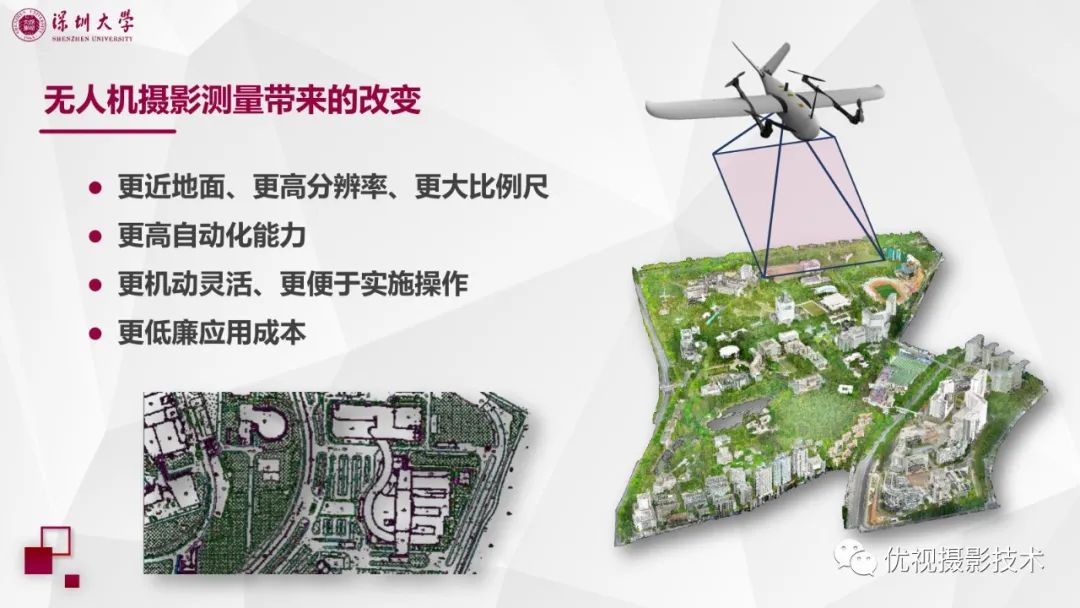 深圳大学
SHENZHEN UNIVERSITY
无人机摄影测量带来的改变
更近地面、更高分辨率、更大比例尺
更高自动化能力
更机动灵活、更便于实施操作
更低廉应用成本
优视摄影技术